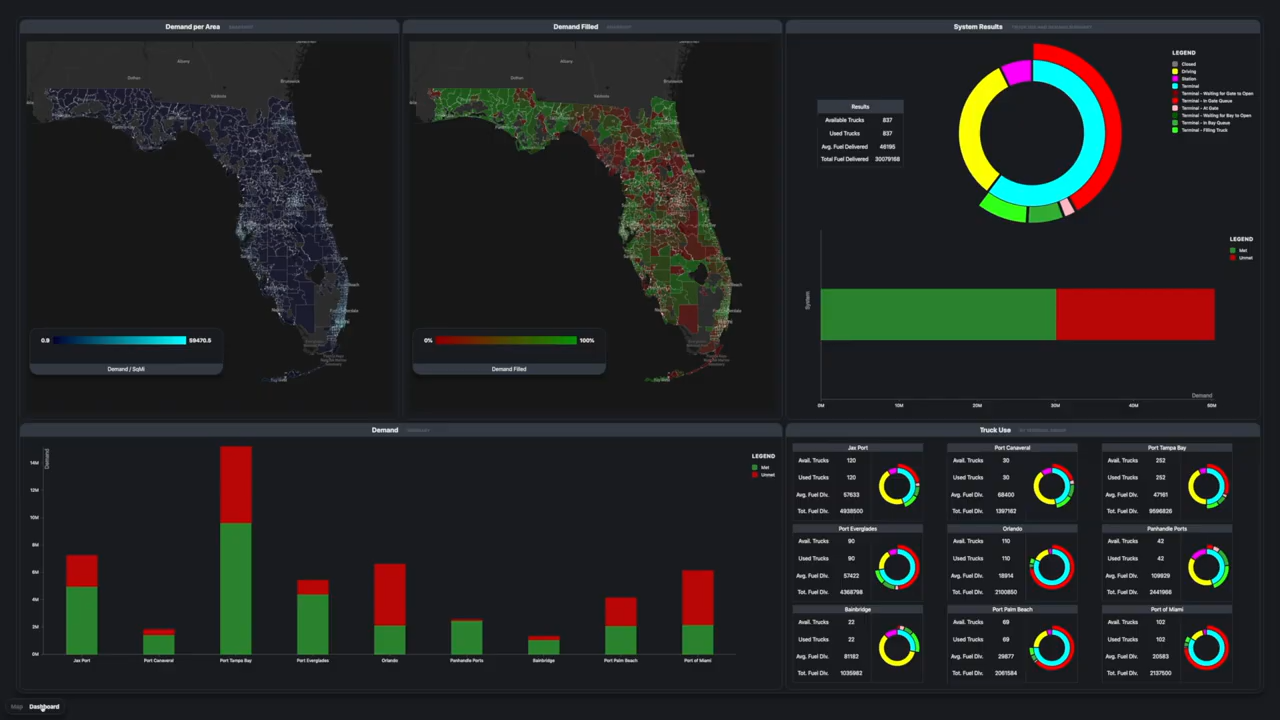 Demand per Area
Demand Filled
System Results
LEGEND
Closed
Driving
Station
Terminal
Terminal - Waiting for Gate to Open
Terminal - In Gate Queue
Terminal - At Gate
Terminal - Waiting for Bay to Open
Terminal - In Bay Queue
Terminal - Filling Truck
Results
Available Trucks 837
Used Trucks 837
Avg. Fuel Delivered 46195
Total Fuel Delivered 30079168
Dothan
Albany
Valdosta
Brunswick
Dothan
Albany
Valdosta
Brunswick
LEGEND
Met
Unmet
System
0M 10M 20M 30M 40M 50M
Demand
0.9 59470.5
Demand / SqMi
0% 100%
Demand Filled
Demand
Demand
14M
12M
10M
8M
6M
4M
2M
0M
LEGEND
Met
Unmet
Jax Port
Port Canaveral
Port Tampa Bay
Port Everglades
Orlando
Panhandle Ports
Bainbridge
Port Palm Beach
Port of Miami
Truck Use
Jax Port
Avail. Trucks 120
Used Trucks 120
Avg. Fuel Dlv. 57633
Tot. Fuel Dlv. 4938500
Port Canaveral
Avail. Trucks 30
Used Trucks 30
Avg. Fuel Dlv. 68400
Tot. Fuel Dlv. 1397162
Port Tampa Bay
Avail. Trucks 252
Used Trucks 252
Avg. Fuel Dlv. 47161
Tot. Fuel Dlv. 9596826
Port Everglades
Avail. Trucks 90
Used Trucks 90
Avg. Fuel Dlv. 57422
Tot. Fuel Dlv. 4368798
Orlando
Avail. Trucks 110
Used Trucks 110
Avg. Fuel Dlv. 18914
Tot. Fuel Dlv. 2100850
Panhandle Ports
Avail. Trucks 42
Used Trucks 42
Avg. Fuel Dlv. 109929
Tot. Fuel Dlv. 2441966
Bainbridge
Avail. Trucks 22
Used Trucks 22
Avg. Fuel Dlv. 81182
Tot. Fuel Dlv. 1035982
Port Palm Beach
Avail. Trucks 69
Used Trucks 69
Avg. Fuel Dlv. 29877
Tot. Fuel Dlv. 2061584
Port of Miami
Avail. Trucks 102
Used Trucks 102
Avg. Fuel Dlv. 20583
Tot. Fuel Dlv. 2137500
Map Dashboard